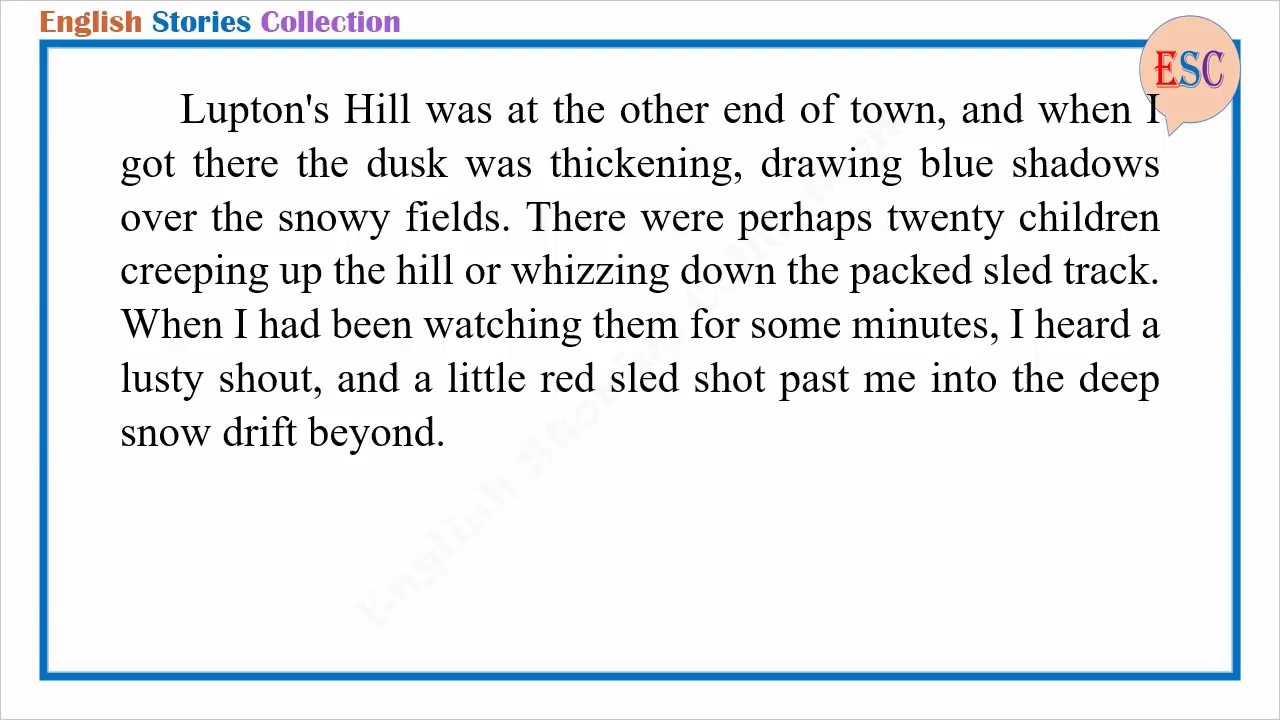 English Stories Collection
ESC
Lupton's Hill was at the other end of town, and when I
got there the dusk was thickening, drawing blue shadows
over the snowy fields. There were perhaps twenty children
creeping up the hill or whizzing down the packed sled track.
When I had been watching them for some minutes, I heard a
lusty shout, and a little red sled shot past me into the deep
snow drift beyond.
English Stories Collection